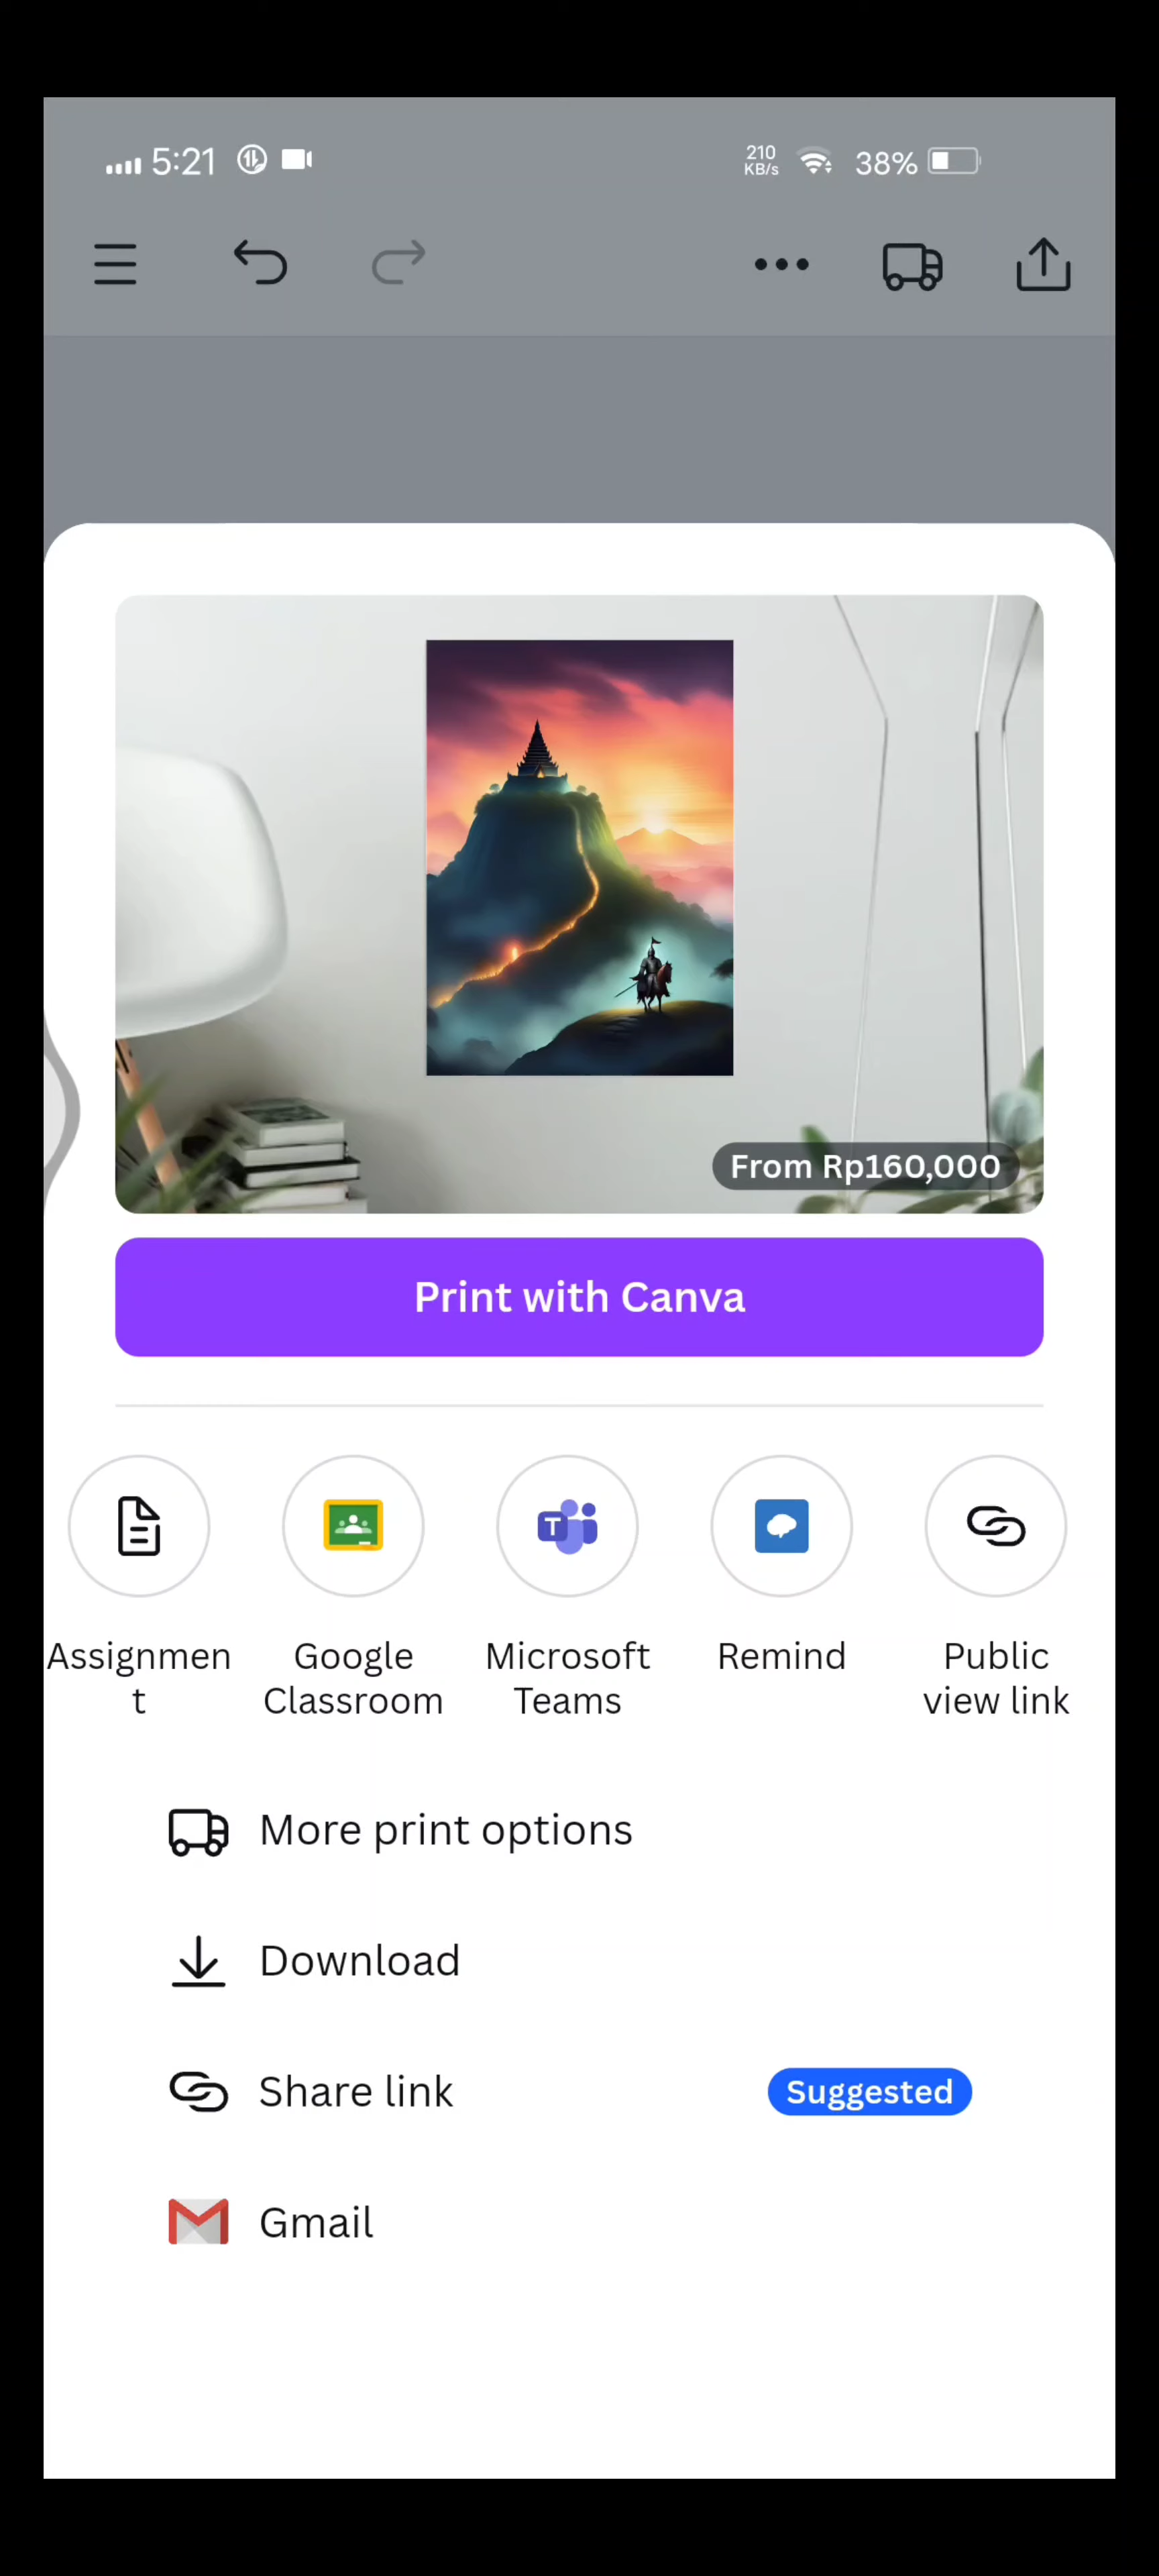 5:21
210
KB/s
38%
From Rp160,000
Print with Canva
Assignmen
t
Google
Classroom
Microsoft
Teams
Remind
Public
view link
More print options
Download
Share link
Suggested
Gmail